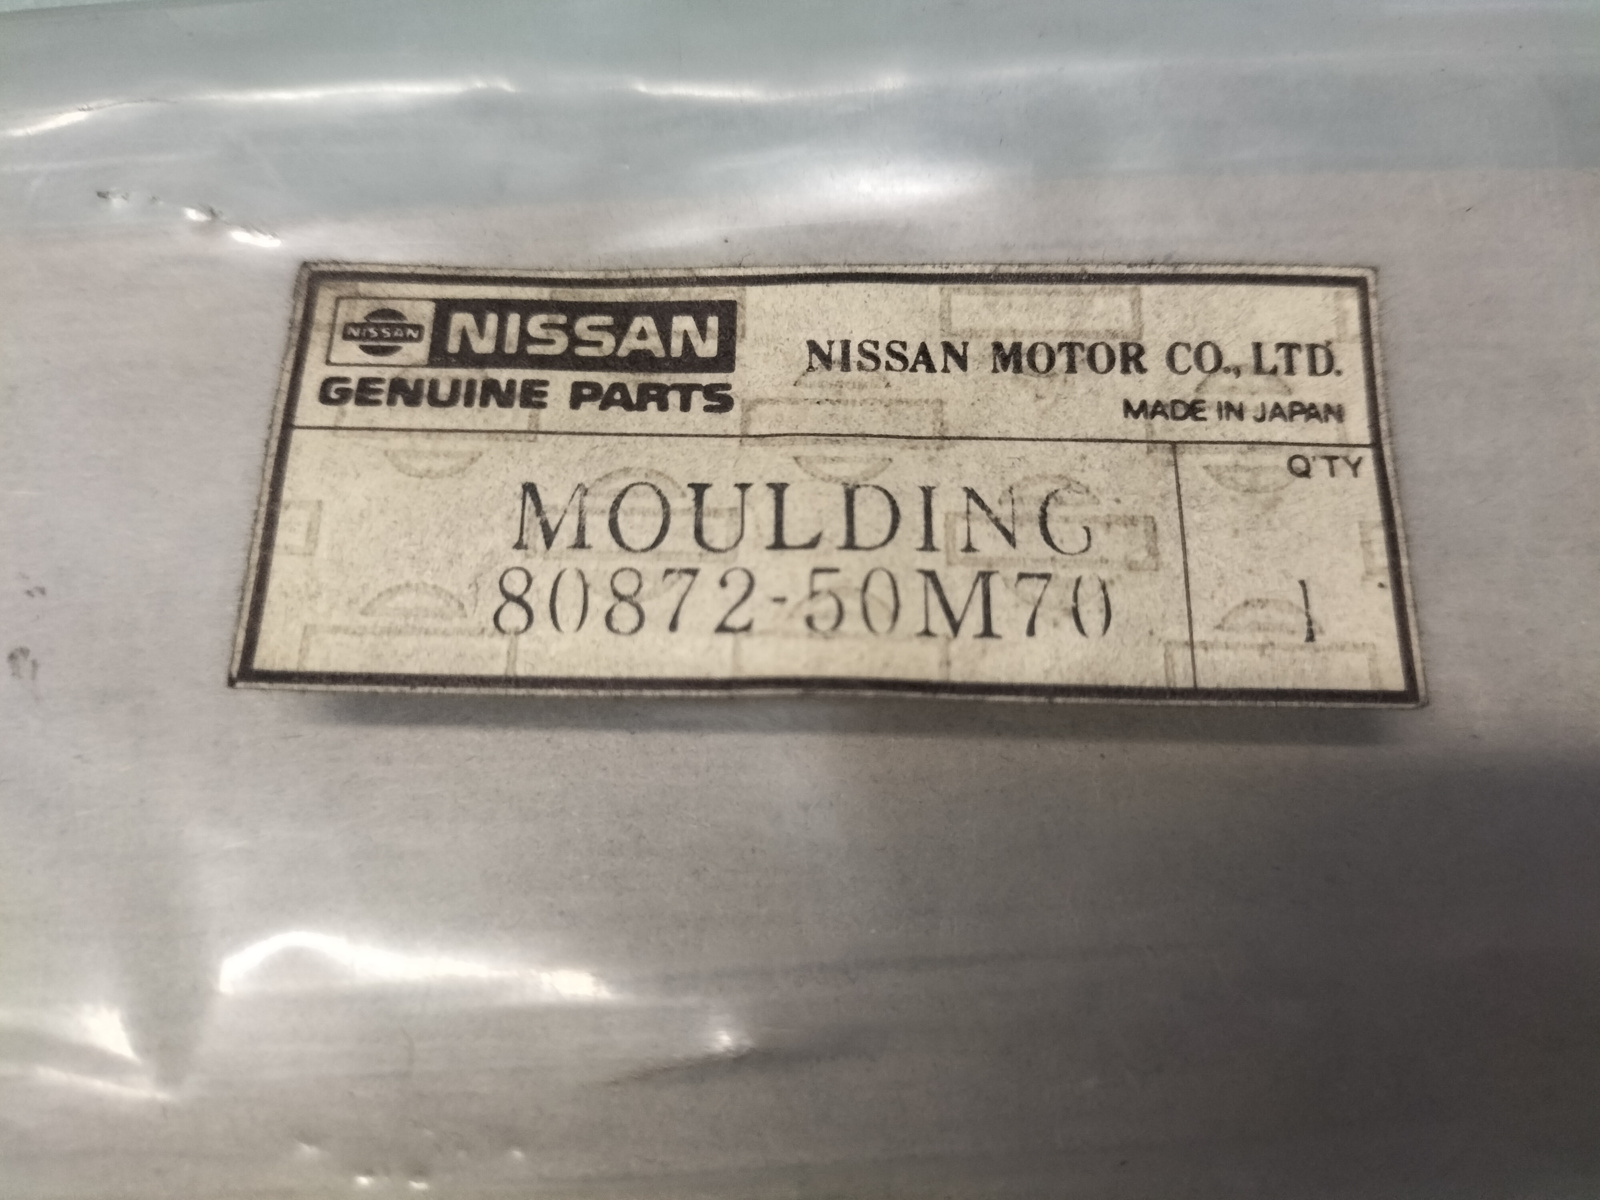 NISSAN NISSAN
GENUINE PARTS
NISSAN MOTOR CO., LTD.
MADE IN JAPAN
MOULDING
80872-50M70
Q'TY
1